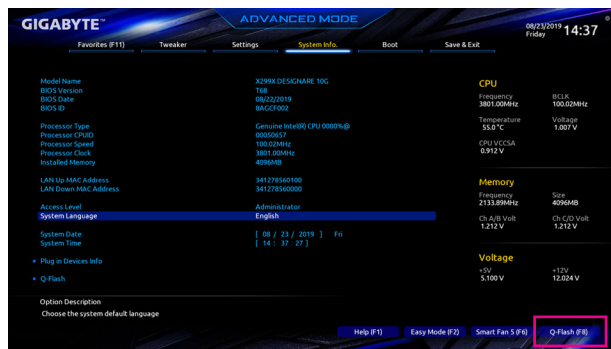 GIGABYTE™
ADVANCED MODE
08/23/2019
Friday
14:37
Favorites (F11) Tweaker Settings System Info. Boot Save & Exit
Model Name X299X DESIGNARE 10G
BIOS Version T6B
BIOS Date 08/22/2019
BIOS ID 8AGCF002
Processor Type Genuine Intel(R) CPU 0000%@
Processor CPUID 00050657
Processor Speed 100.02MHz
Processor Clock 3801.00MHz
Installed Memory 4096MB
LAN Up MAC Address 341278560100
LAN Down MAC Address 341278560000
Access Level Administrator
System Language English
System Date [ 08 / 23 / 2019 ] Fri
System Time [ 14 : 37 : 27 ]
Plug in Devices Info
Q-Flash
Option Description
Choose the system default language
CPU
Frequency BCLK
3801.00MHz 100.02MHz
Temperature Voltage
55.0 °C 1.007 V
CPU VCCSA
0.912 V
Memory
Frequency Size
2133.89MHz 4096MB
Ch A/B Volt Ch C/D Volt
1.212 V 1.212 V
Voltage
+5V +12V
5.100 V 12.024 V
Help (F1) Easy Mode (F2) Smart Fan 5 (F6) Q-Flash (F8)